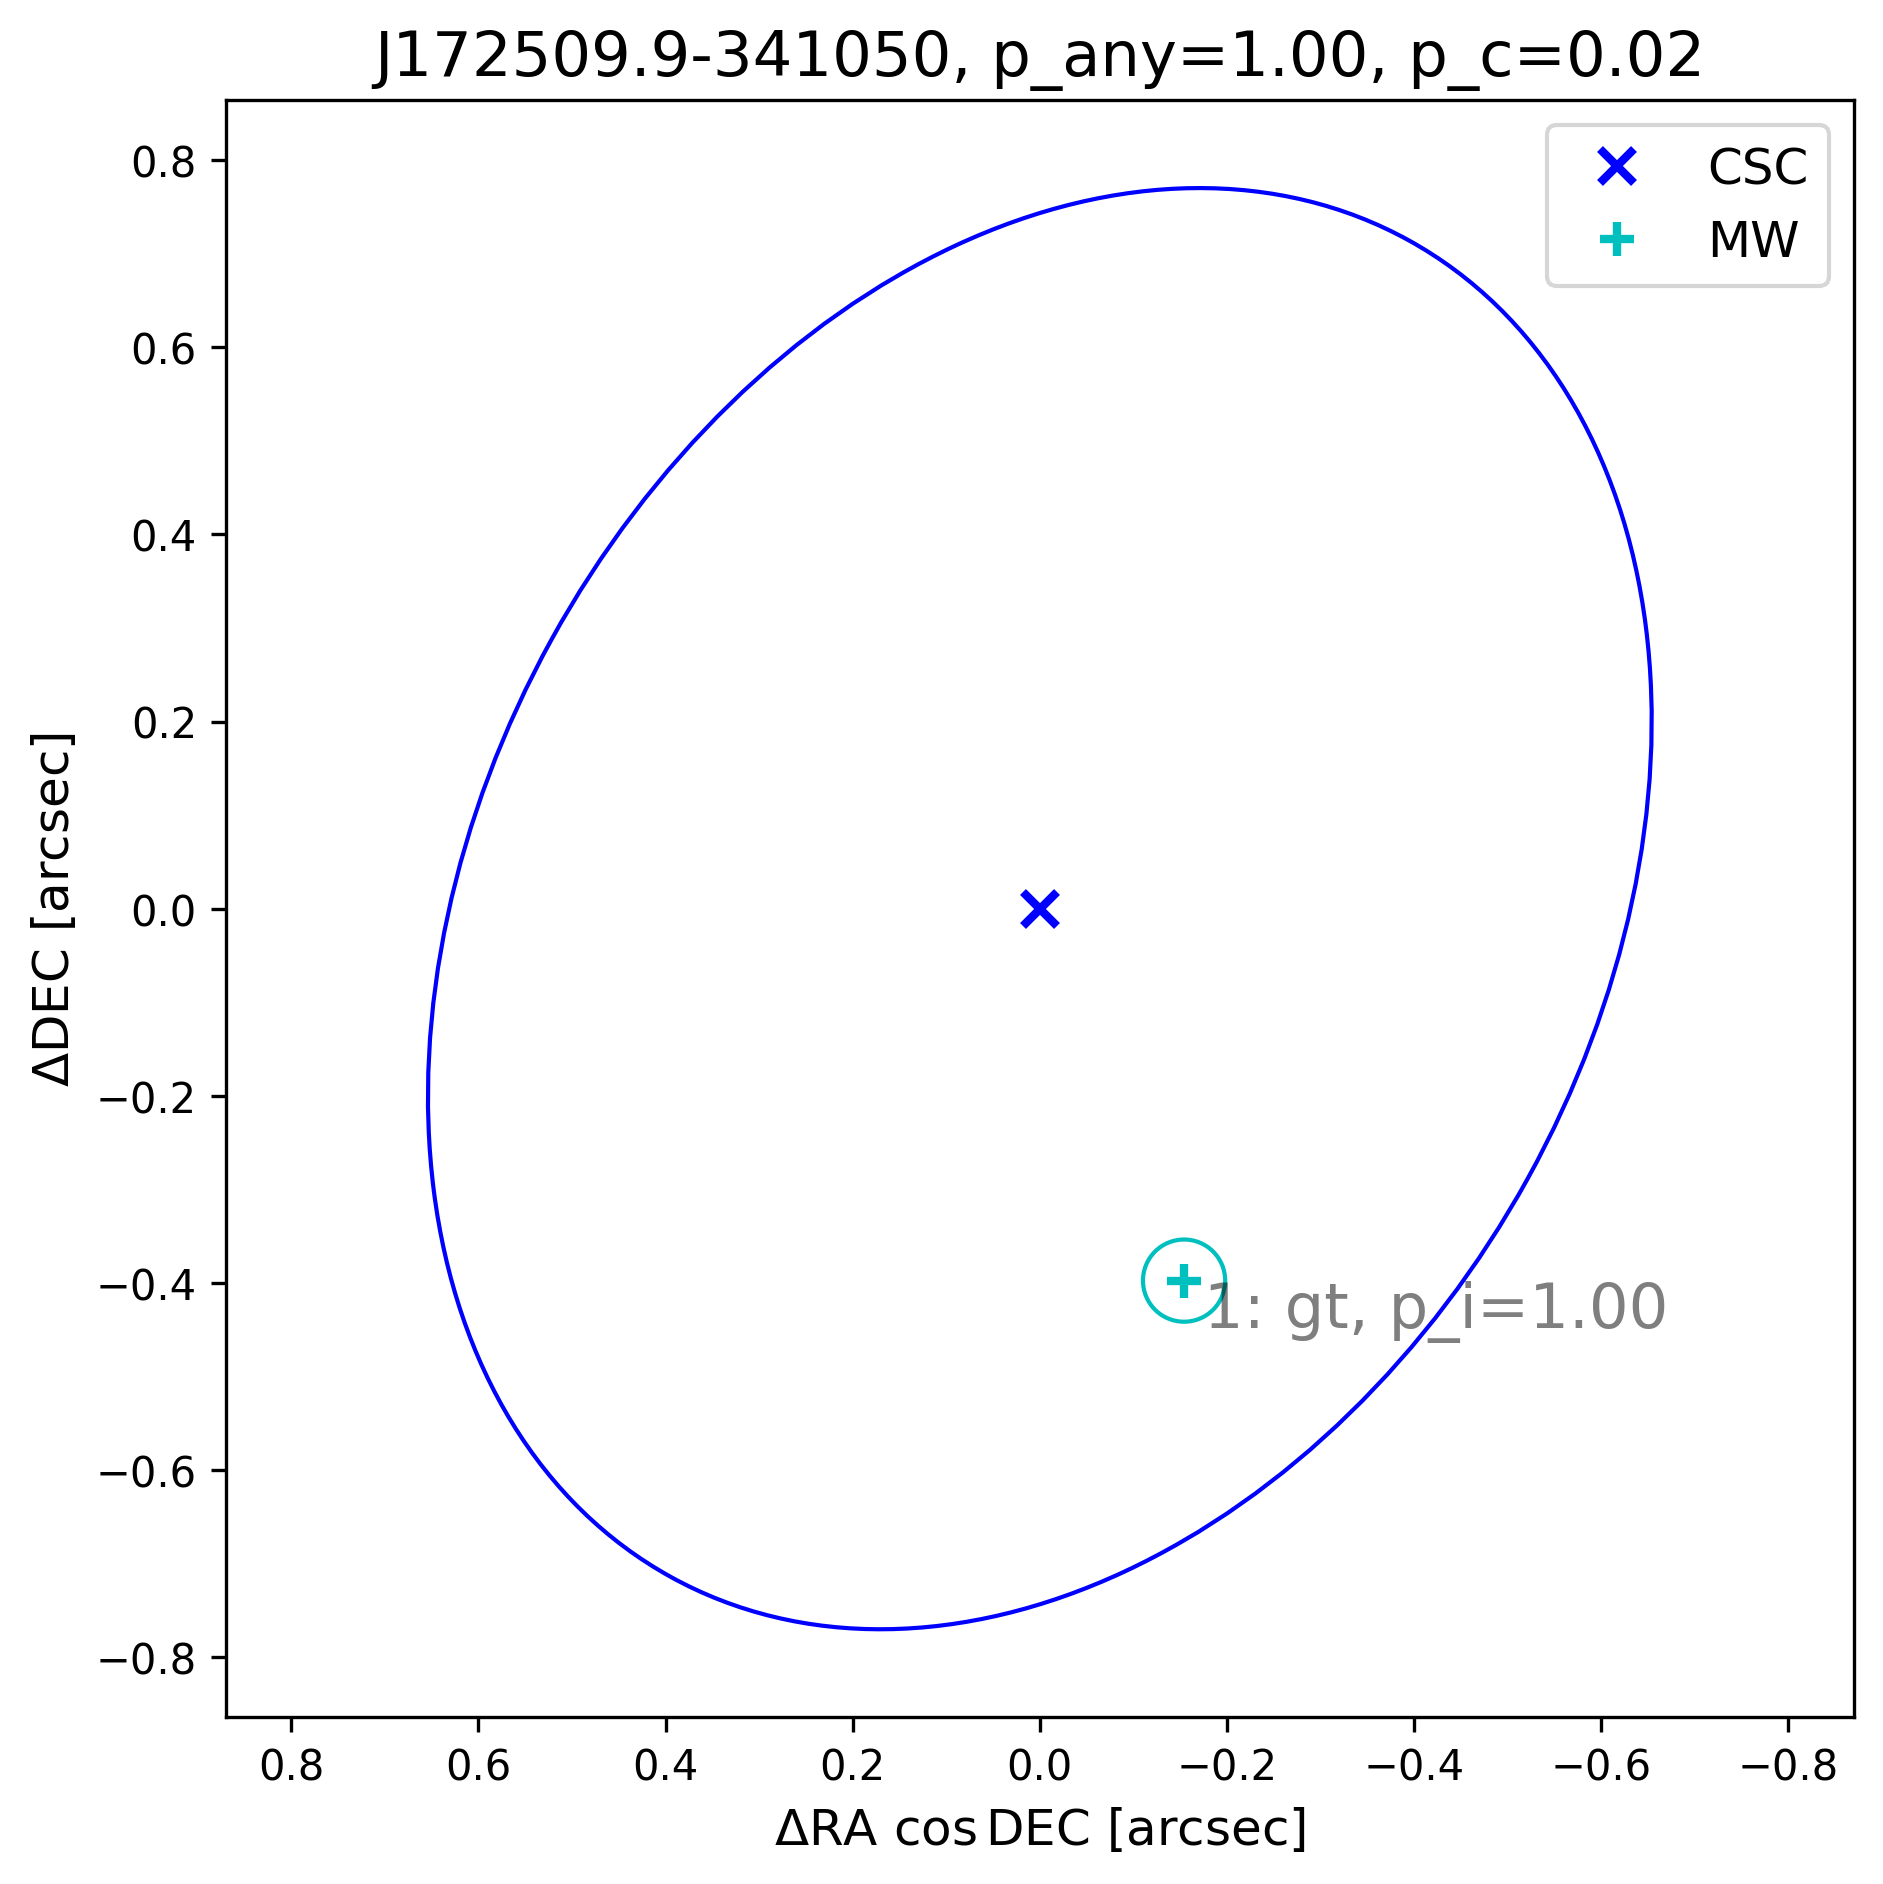 J172509.9-341050, p_any=1.00, p_c=0.02
CSC
MW
0.8
0.6
0.4
0.2
0.0
−0.2
−0.4
−0.6
−0.8
ΔDEC [arcsec]
1: gt, p_i=1.00
0.8 0.6 0.4 0.2 0.0 −0.2 −0.4 −0.6 −0.8
ΔRA cos DEC [arcsec]